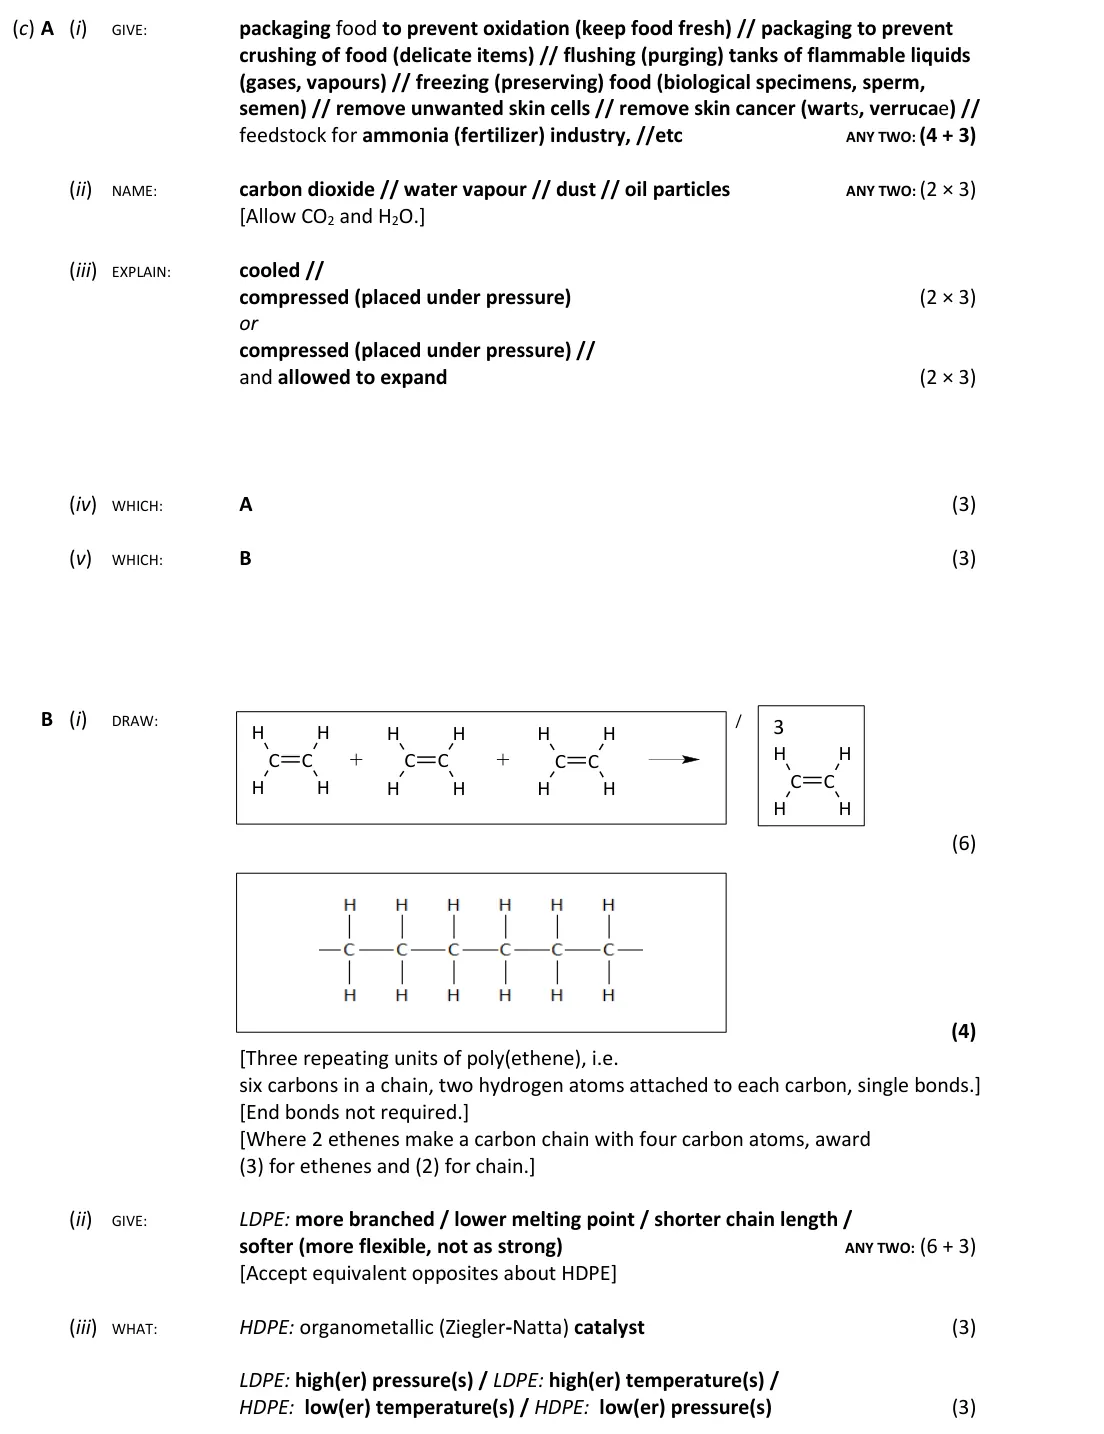 (c) A (i) GIVE: packaging food to prevent oxidation (keep food fresh) // packaging to prevent
crushing of food (delicate items) // flushing (purging) tanks of flammable liquids
(gases, vapours) // freezing (preserving) food (biological specimens, sperm,
semen) // remove unwanted skin cells // remove skin cancer (warts, verrucae) //
feedstock for ammonia (fertilizer) industry, //etc ANY TWO: (4 + 3)
(ii) NAME: carbon dioxide // water vapour // dust // oil particles ANY TWO: (2 × 3)
[Allow CO₂ and H₂O.]
(iii) EXPLAIN: cooled //
compressed (placed under pressure) (2 × 3)
or
compressed (placed under pressure) //
and allowed to expand (2 × 3)
(iv) WHICH: A (3)
(v) WHICH: B (3)
B (i) DRAW: / 3
H H H H H H H H
C=C + C=C + C=C C=C
H H H H H H H H
(6)
H H H H H H
C C C C C C
H H H H H H
(4)
[Three repeating units of poly(ethene), i.e.
six carbons in a chain, two hydrogen atoms attached to each carbon, single bonds.]
[End bonds not required.]
[Where 2 ethenes make a carbon chain with four carbon atoms, award
(3) for ethenes and (2) for chain.]
(ii) GIVE: LDPE: more branched / lower melting point / shorter chain length /
softer (more flexible, not as strong) ANY TWO: (6 + 3)
[Accept equivalent opposites about HDPE]
(iii) WHAT: HDPE: organometallic (Ziegler-Natta) catalyst (3)
LDPE: high(er) pressure(s) / LDPE: high(er) temperature(s) /
HDPE: low(er) temperature(s) / HDPE: low(er) pressure(s) (3)